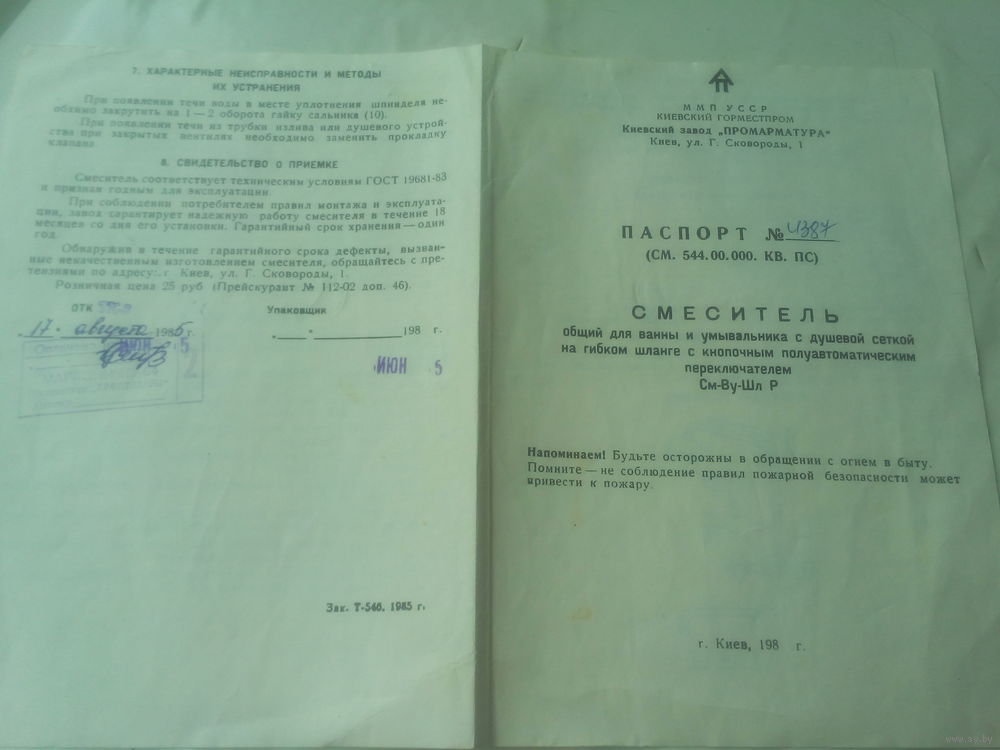 7. ХАРАКТЕРНЫЕ НЕИСПРАВНОСТИ И МЕТОДЫ
ИХ УСТРАНЕНИЯ
При появлении течи воды в месте уплотнения шпинделя не-
обхимо закрутить на 1—2 оборота гайку сальника (10).
При появлении течи из трубки излива или душевого устрой-
ства при закрытых вентилях необходимо заменить прокладку
клапана.
8. СВИДЕТЕЛЬСТВО О ПРИЕМКЕ
Смеситель соответствует техническим условиям ГОСТ 19681-83
и признан годным для эксплуатации.
При соблюдении потребителем правил монтажа и эксплуата-
ции, завод гарантирует надежную работу смесителя в течение 18
месяцев со дня его установки. Гарантийный срок хранения—один
год.
Обнаружив в течение гарантийного срока дефекты, вызван-
ные некачественным изготовлением смесителя, обращайтесь с пре-
тензиями по адресу: г. Киев, ул. Г. Сковороды, 1.
Розничная цена 25 руб (Прейскурант № 112-02 доп. 46).
ОТК
Упаковщик
17. августа 1985 г.
198 г.
ИЮН 5
ИЮН 5
Зак. Т-546. 1985 г.
ММП УССР
КИЕВСКИЙ ГОРМЕСТПРОМ
Киевский завод „ПРОМАРМАТУРА"
Киев, ул. Г. Сковороды, 1
ПАСПОРТ № 4387
(СМ. 544.00.000. КВ. ПС)
СМЕСИТЕЛЬ
общий для ванны и умывальника с душевой сеткой
на гибком шланге с кнопочным полуавтоматическим
переключателем
См-Ву-Шл Р
Напоминаем! Будьте осторожны в обращении с огнем в быту.
Помните — не соблюдение правил пожарной безопасности может
привести к пожару.
г. Киев, 198 г.
www.ay.by